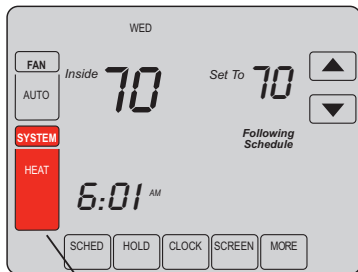 WED
FAN
AUTO
Inside 70
Set To 70
Following
Schedule
SYSTEM
HEAT
6:01 AM
SCHED HOLD CLOCK SCREEN MORE